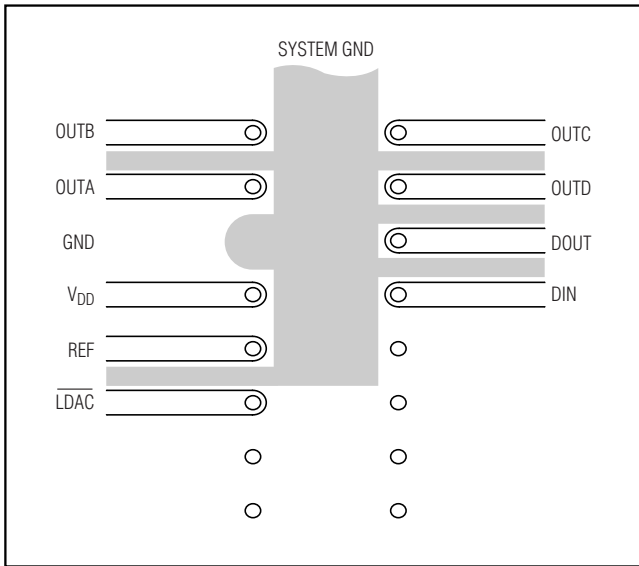 SYSTEM GND
OUTB
OUTC
OUTA
OUTD
GND
DOUT
VDD
DIN
REF
LDAC